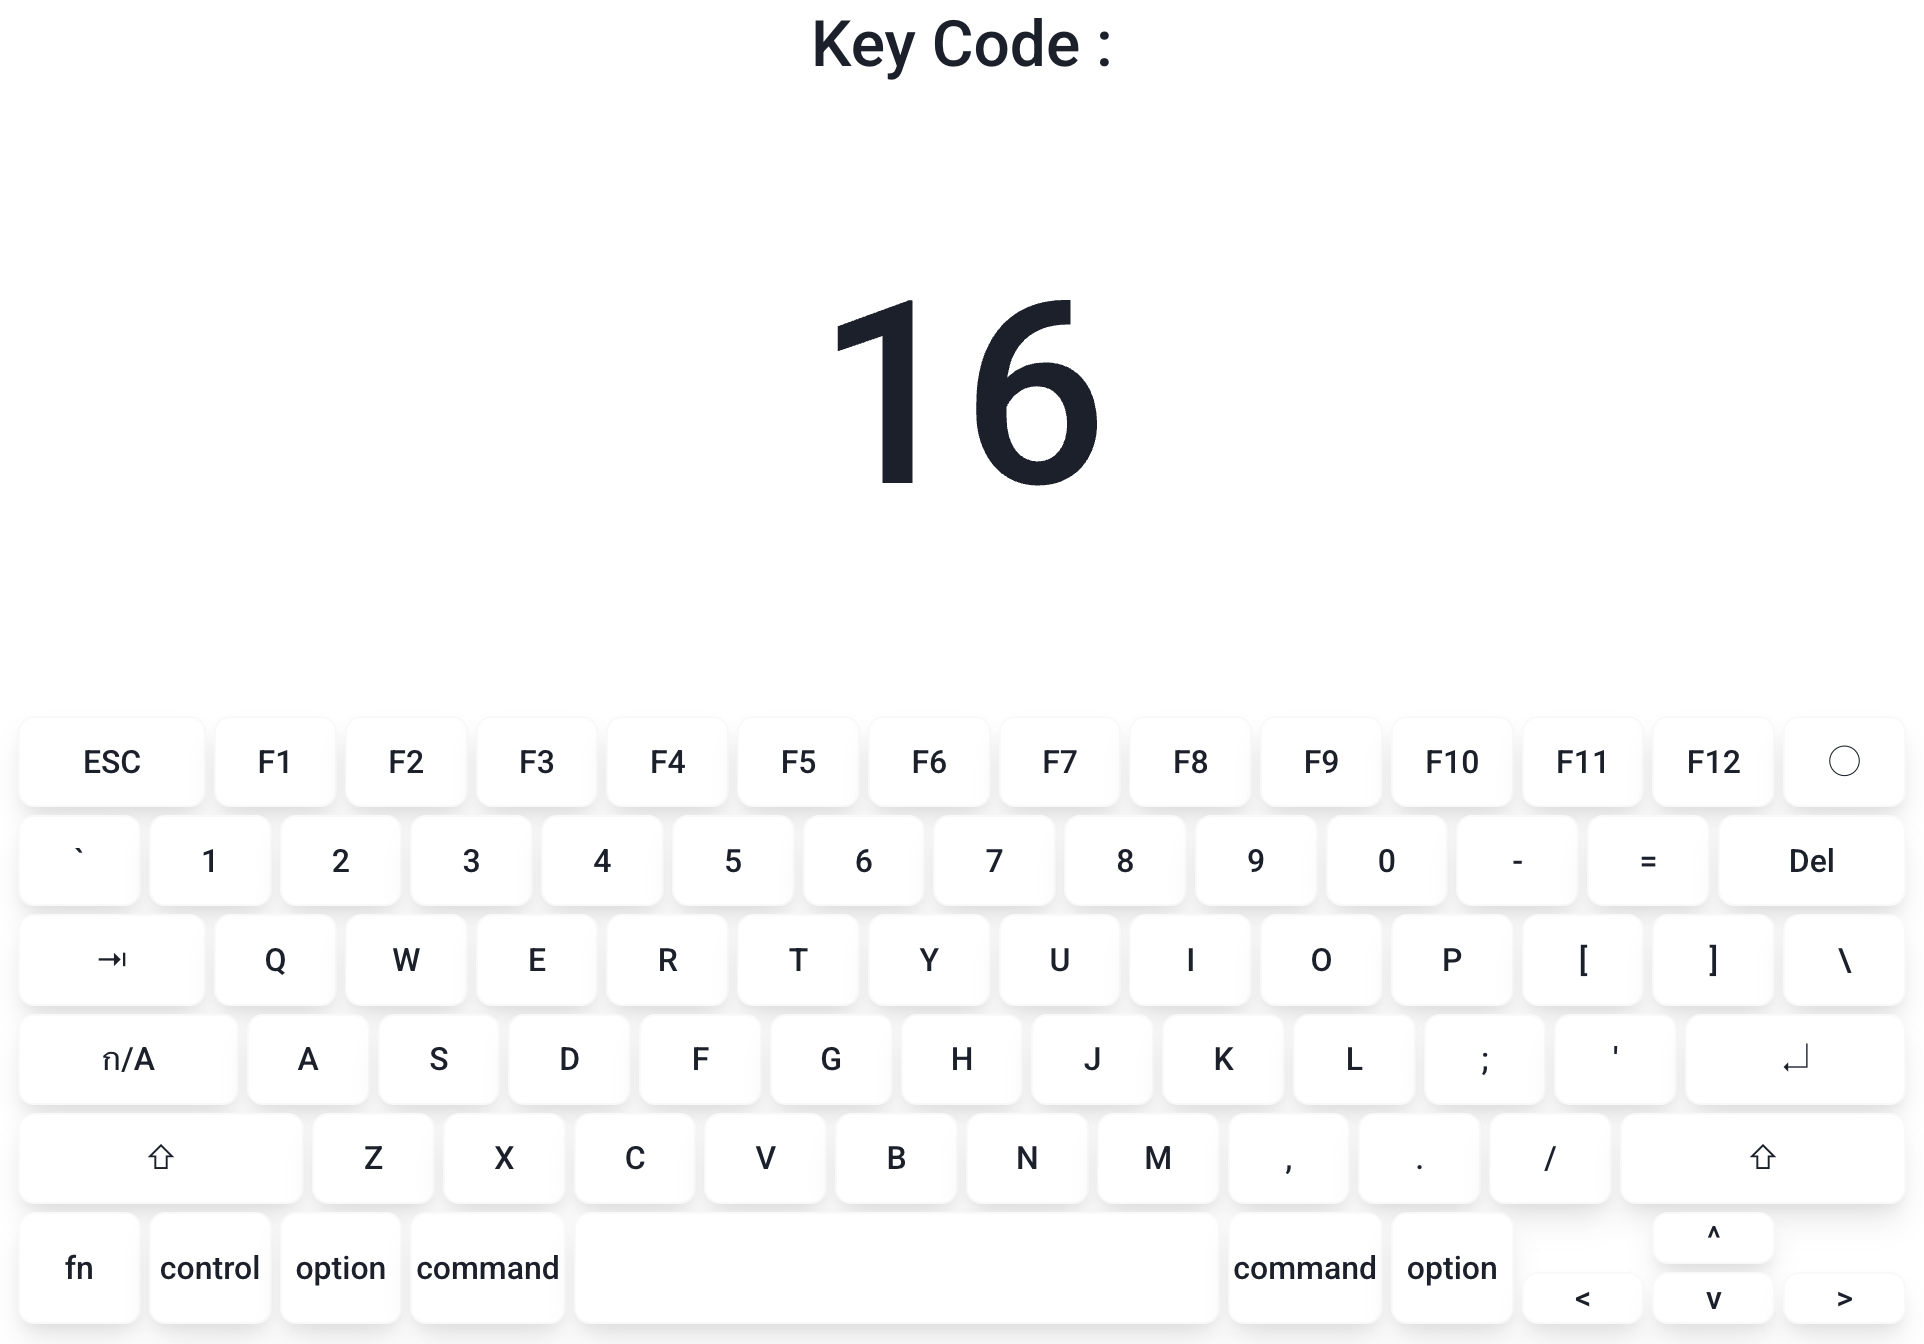 Key Code :
16
ESC F1 F2 F3 F4 F5 F6 F7 F8 F9 F10 F11 F12
` 1 2 3 4 5 6 7 8 9 0 - = Del
⇥ Q W E R T Y U I O P [ ] \
ก/A A S D F G H J K L ; ' ↵
⇧ Z X C V B N M , . / ⇧
fn control option command command option ^
< v >